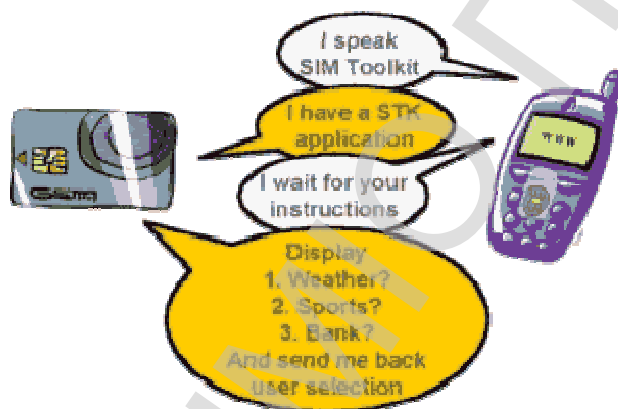 I speak
SIM Toolkit
I have a STK
application
I wait for your
instructions
Display
1. Weather?
2. Sports?
3. Bank?
And send me back
user selection